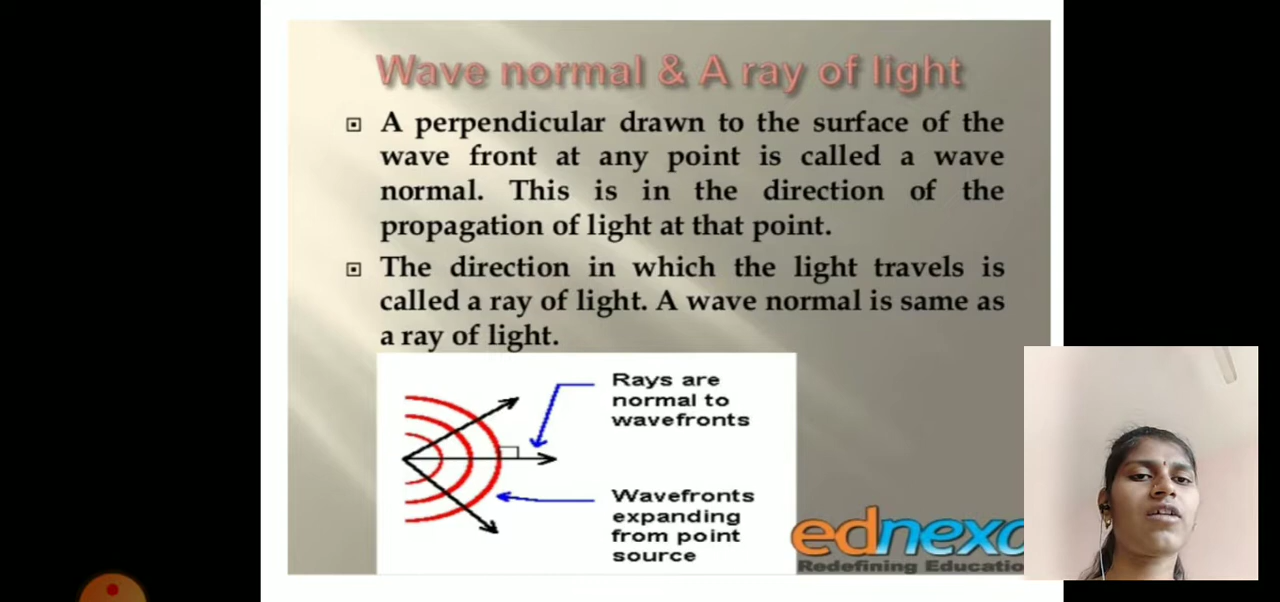 Wave normal & A ray of light
A perpendicular drawn to the surface of the
wave front at any point is called a wave
normal. This is in the direction of the
propagation of light at that point.
The direction in which the light travels is
called a ray of light. A wave normal is same as
a ray of light.
Rays are
normal to
wavefronts
Wavefronts
expanding
from point
source
ednexa
Redefining Educatio